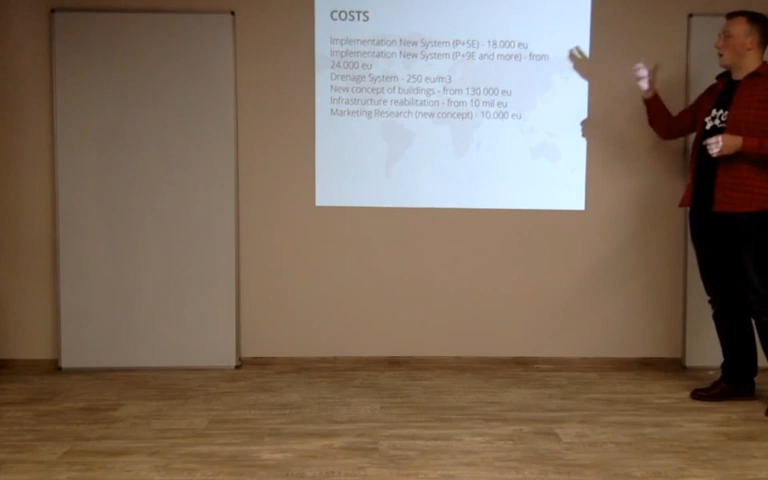 COSTS
Implementation New System (P+5E) - 18.000 eu
Implementation New System (P+9E and more) - from
24.000 eu
Drenage System - 250 eu/m3
New concept of buildings - from 130 000 eu
Infrastructure reabilitation - from 10 mil eu
Marketing Research (new concept) - 10.000 eu